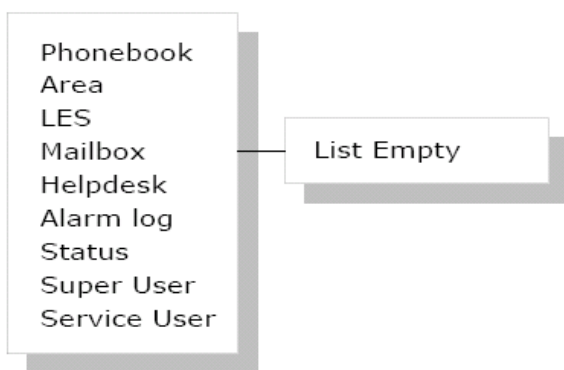 Phonebook
Area
LES
Mailbox
List Empty
Helpdesk
Alarm log
Status
Super User
Service User